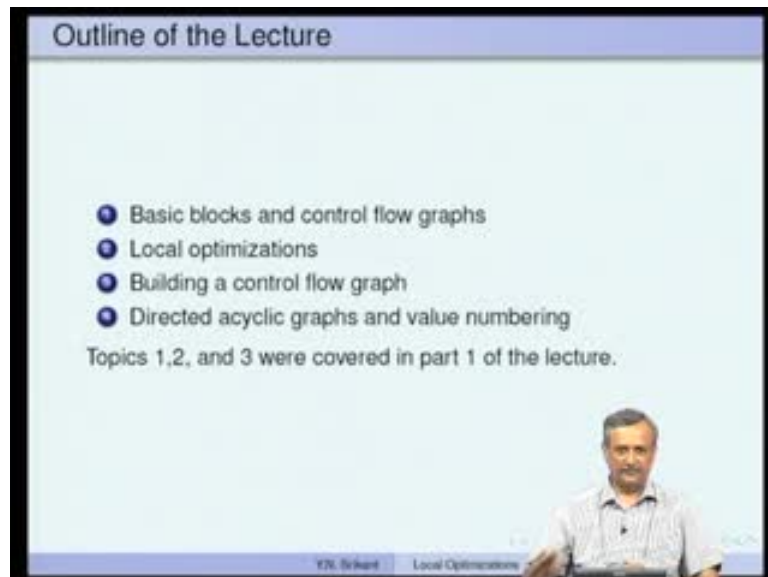 Outline of the Lecture
Basic blocks and control flow graphs
Local optimizations
Building a control flow graph
Directed acyclic graphs and value numbering
Topics 1,2, and 3 were covered in part 1 of the lecture.
Y.N. Srikant Local Optimizations